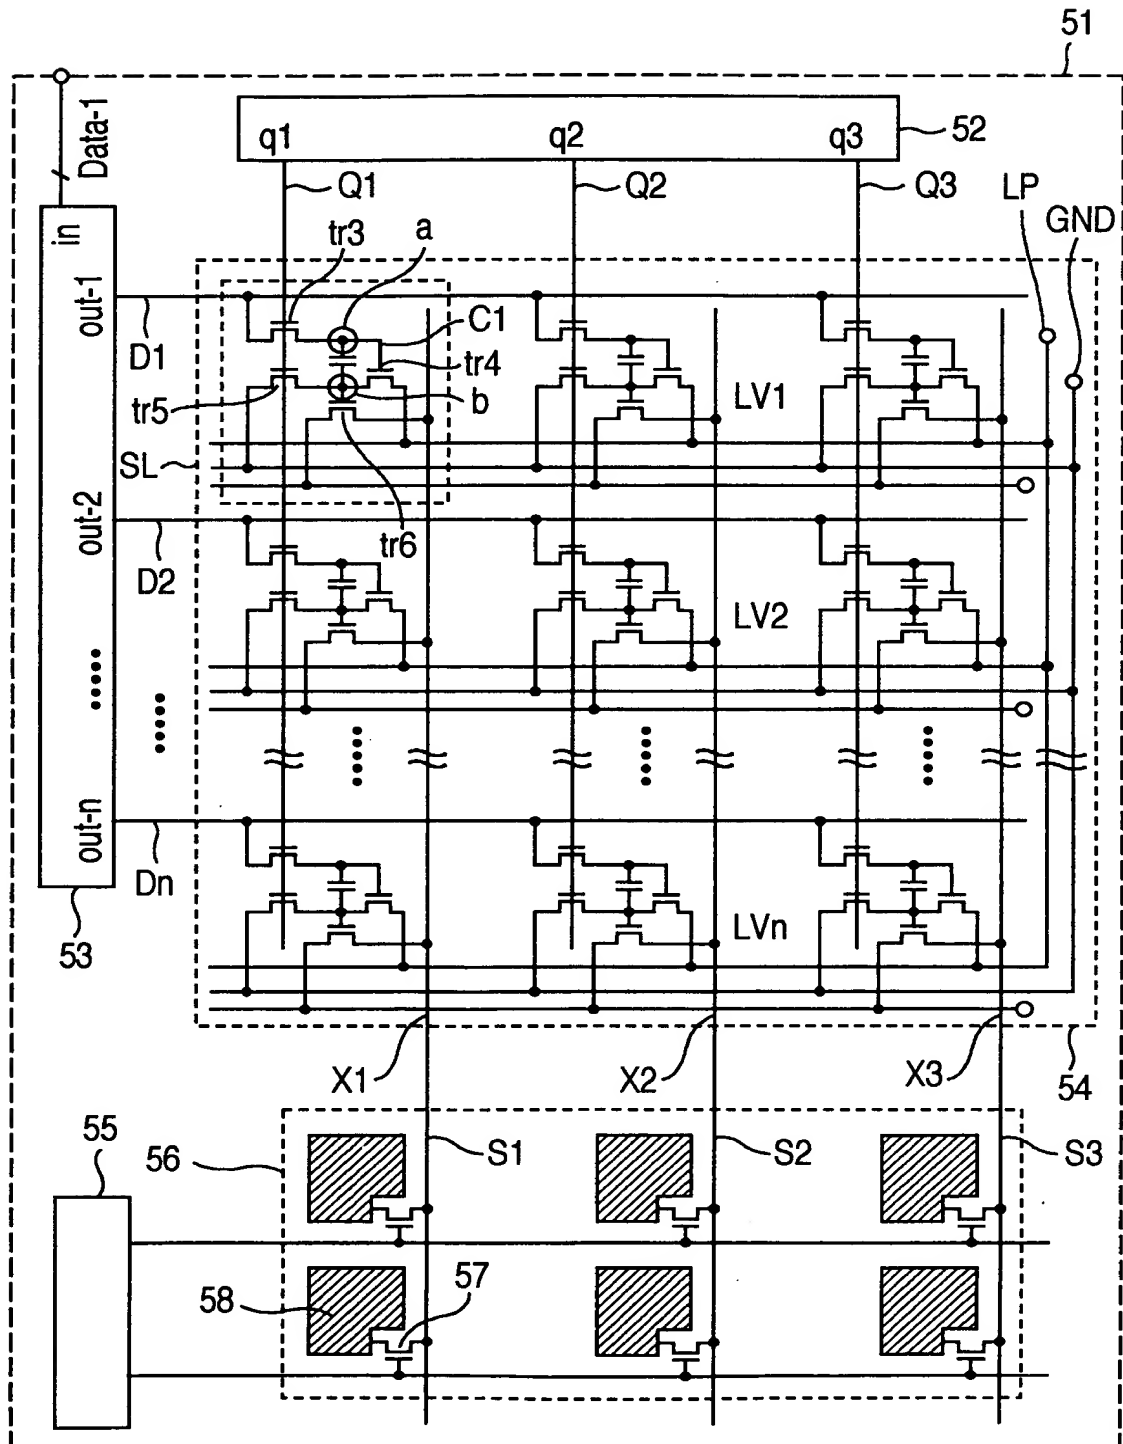 51
Data-1
q1 q2 q3 52
Q1 Q2 Q3 LP
in tr3 a GND
out-1
D1 C1
tr4
tr5 b LV1
SL
out-2
tr6
D2 LV2
out-n
Dn
LVn
53
X1 X2 X3 54
55 56 S1 S2 S3
57
58